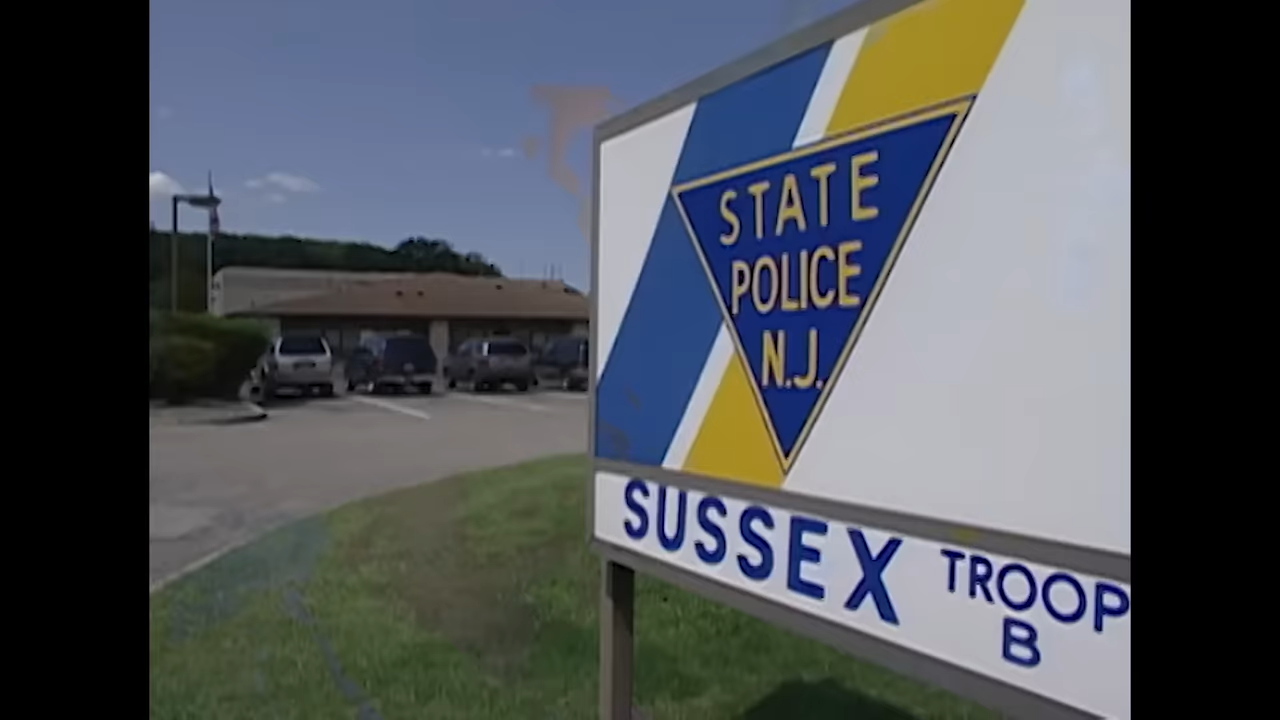 STATE
POLICE
N.J.
SUSSEX TROOP
B